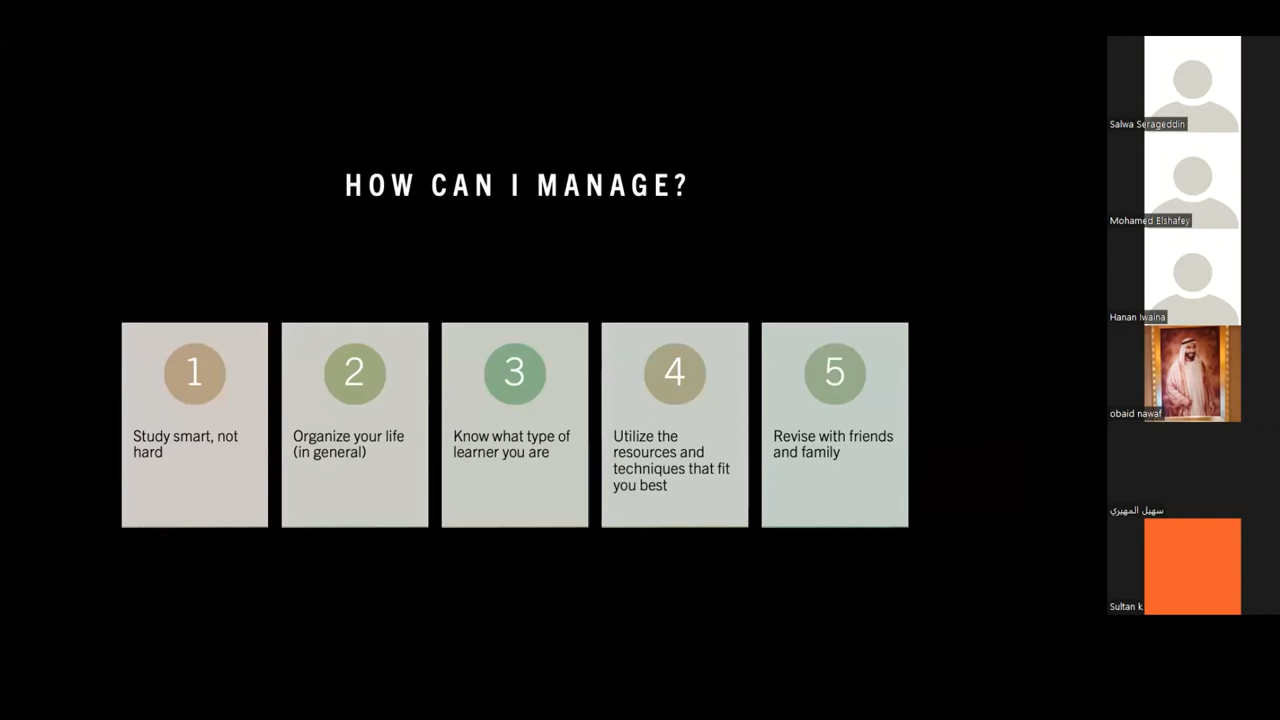 HOW CAN I MANAGE?
1
Study smart, not
hard
2
Organize your life
(in general)
3
Know what type of
learner you are
4
Utilize the
resources and
techniques that fit
you best
5
Revise with friends
and family
Salwa Serageddin
Mohamed Elshafey
Hanan Iwaina
obaid nawaf
سهيل المهيري
Sultan k